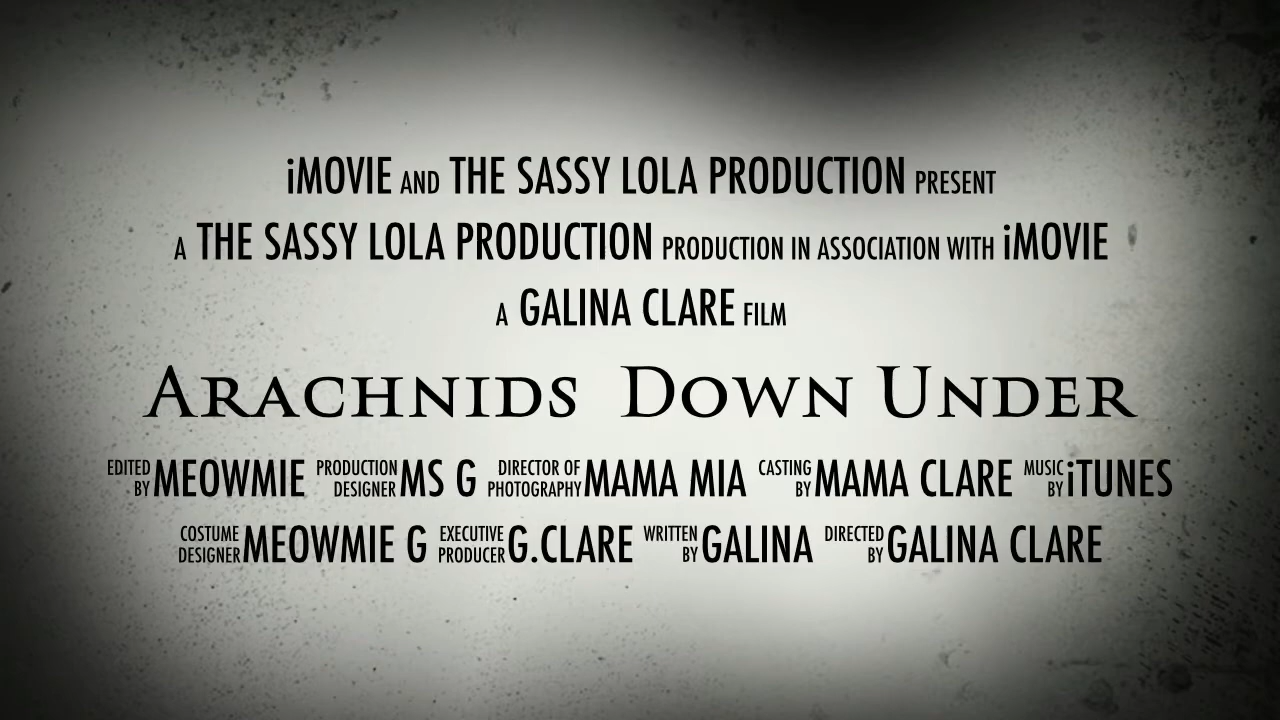 iMOVIE AND THE SASSY LOLA PRODUCTION PRESENT
A THE SASSY LOLA PRODUCTION PRODUCTION IN ASSOCIATION WITH iMOVIE
A GALINA CLARE FILM
ARACHNIDS DOWN UNDER
EDITED BY MEOWMIE PRODUCTION DESIGNER MS G DIRECTOR OF PHOTOGRAPHY MAMA MIA CASTING BY MAMA CLARE MUSIC BY iTUNES
COSTUME DESIGNER MEOWMIE G EXECUTIVE PRODUCER G.CLARE WRITTEN BY GALINA DIRECTED BY GALINA CLARE